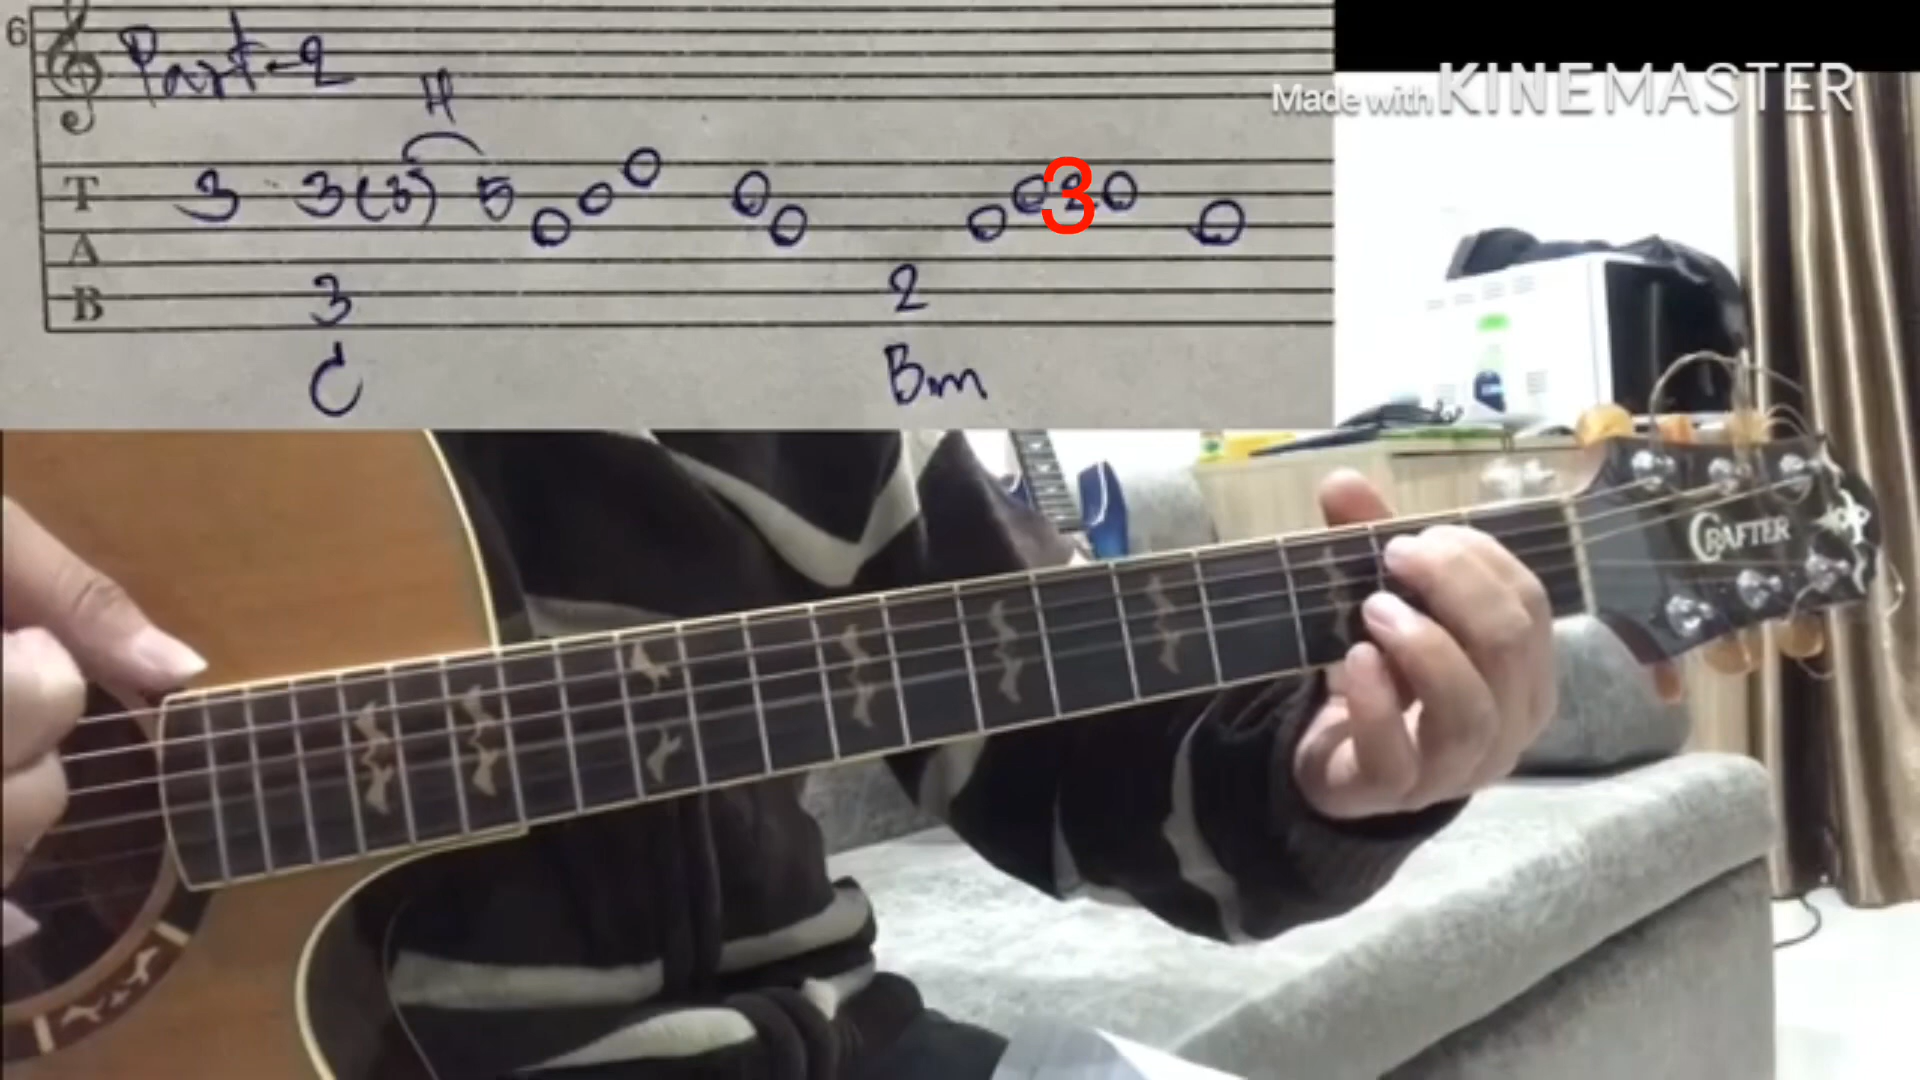 6
Part-2
Made with KINEMASTER
H
T 3 3 (3) 5 0 0 0 0 0 0 0 3 0 0
A
B 3 2
C Bm
CRAFTER